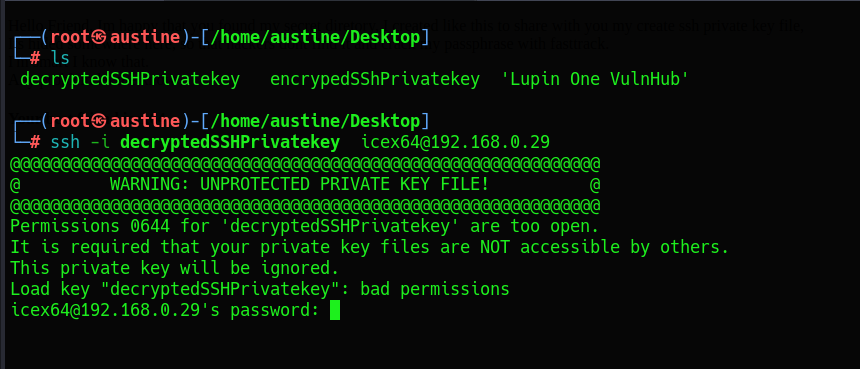 ┌──(root㉿austine)-[/home/austine/Desktop]
└─# ls
decryptedSSHPrivatekey   encrypedSShPrivatekey  'Lupin One VulnHub'
┌──(root㉿austine)-[/home/austine/Desktop]
└─# ssh -i decryptedSSHPrivatekey  icex64@192.168.0.29
@@@@@@@@@@@@@@@@@@@@@@@@@@@@@@@@@@@@@@@@@@@@@@@@@@@@@@@@@@@
@         WARNING: UNPROTECTED PRIVATE KEY FILE!          @
@@@@@@@@@@@@@@@@@@@@@@@@@@@@@@@@@@@@@@@@@@@@@@@@@@@@@@@@@@@
Permissions 0644 for 'decryptedSSHPrivatekey' are too open.
It is required that your private key files are NOT accessible by others.
This private key will be ignored.
Load key "decryptedSSHPrivatekey": bad permissions
icex64@192.168.0.29's password: